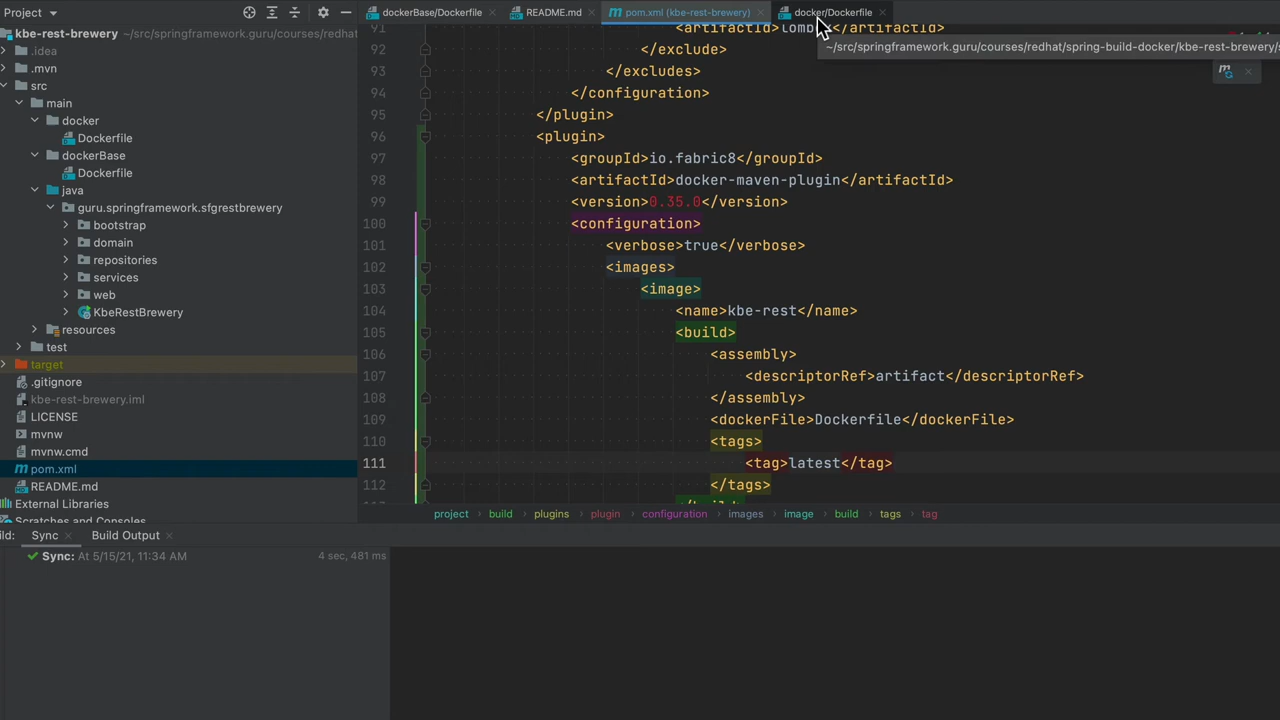 Project
dockerBase/Dockerfile
README.md
pom.xml (kbe-rest-brewery)
docker/Dockerfile
~/src/springframework.guru/courses/redhat/spring-build-docker/kbe-rest-brewery/s
kbe-rest-brewery ~/src/springframework.guru/courses/redhat
.idea
.mvn
src
main
docker
Dockerfile
dockerBase
Dockerfile
java
guru.springframework.sfgrestbrewery
bootstrap
domain
repositories
services
web
KbeRestBrewery
resources
test
target
.gitignore
kbe-rest-brewery.iml
LICENSE
mvnw
mvnw.cmd
pom.xml
README.md
External Libraries
Scratches and Consoles
91 </artifactId>
92 </exclude>
93 </excludes>
94 </configuration>
95 </plugin>
96 <plugin>
97 <groupId>io.fabric8</groupId>
98 <artifactId>docker-maven-plugin</artifactId>
99 <version>0.35.0</version>
100 <configuration>
101 <verbose>true</verbose>
102 <images>
103 <image>
104 <name>kbe-rest</name>
105 <build>
106 <assembly>
107 <descriptorRef>artifact</descriptorRef>
108 </assembly>
109 <dockerFile>Dockerfile</dockerFile>
110 <tags>
111 <tag>latest</tag>
112 </tags>
project build plugins plugin configuration images image build tags tag
ild: Sync Build Output
Sync: At 5/15/21, 11:34 AM 4 sec, 481 ms